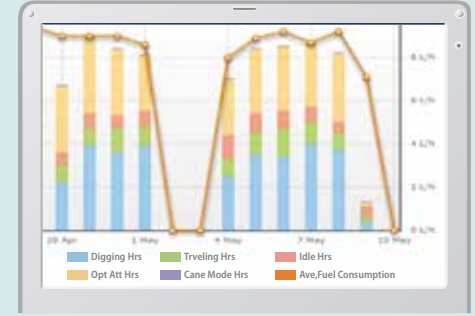 8 L/h
6 L/h
4 L/h
2 L/h
0 L/h
28 Apr 1 May 4 May 7 May 10 May
Digging Hrs Trveling Hrs Idle Hrs
Opt Att Hrs Cane Mode Hrs Ave,Fuel Consumption